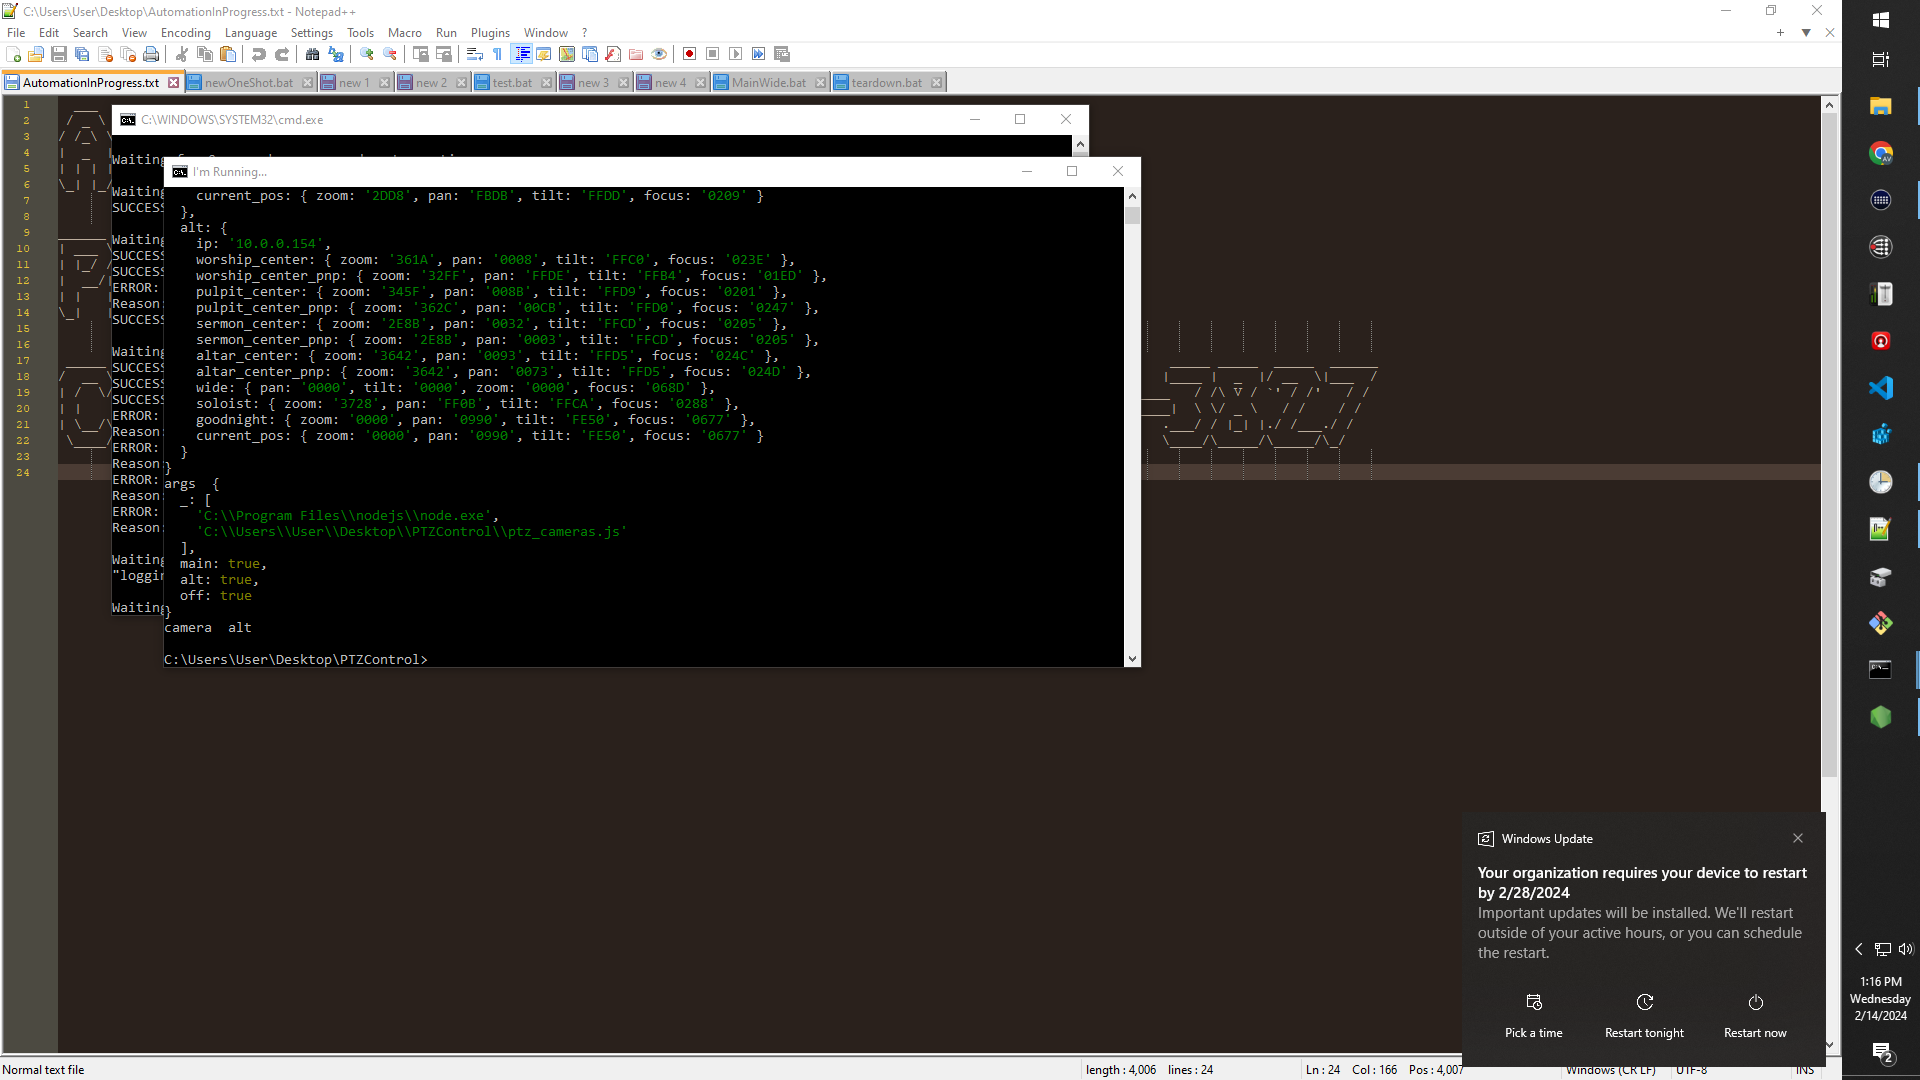 C:\Users\User\Desktop\AutomationInProgress.txt - Notepad++
File Edit Search View Encoding Language Settings Tools Macro Run Plugins Window ?
AutomationInProgress.txt newOneShot.bat new 1 new 2 test.bat new 3 new 4 MainWide.bat teardown.bat
1
2
3
4
5
6
7
8
9
10
11
12
13
14
15
16
17
18
19
20
21
22
23
24
C:\WINDOWS\SYSTEM32\cmd.exe
Waiting
Waiting
SUCCESS
Waiting
SUCCESS
SUCCESS
ERROR:
Reason:
SUCCESS
Waiting
SUCCESS
SUCCESS
SUCCESS
ERROR:
Reason:
ERROR:
Reason:
ERROR:
Reason:
ERROR:
Reason:
Waiting
"loggin
Waiting
I'm Running...
current_pos: { zoom: '2DD8', pan: 'FBDB', tilt: 'FFDD', focus: '0209' }
},
alt: {
ip: '10.0.0.154',
worship_center: { zoom: '361A', pan: '0008', tilt: 'FFC0', focus: '023E' },
worship_center_pnp: { zoom: '32FF', pan: 'FFDE', tilt: 'FFB4', focus: '01ED' },
pulpit_center: { zoom: '345F', pan: '008B', tilt: 'FFD9', focus: '0201' },
pulpit_center_pnp: { zoom: '362C', pan: '00CB', tilt: 'FFD0', focus: '0247' },
sermon_center: { zoom: '2E8B', pan: '0032', tilt: 'FFCD', focus: '0205' },
sermon_center_pnp: { zoom: '2E8B', pan: '0003', tilt: 'FFCD', focus: '0205' },
altar_center: { zoom: '3642', pan: '0093', tilt: 'FFD5', focus: '024C' },
altar_center_pnp: { zoom: '3642', pan: '0073', tilt: 'FFD5', focus: '024D' },
wide: { pan: '0000', tilt: '0000', zoom: '0000', focus: '068D' },
soloist: { zoom: '3728', pan: 'FF0B', tilt: 'FFCA', focus: '0288' },
goodnight: { zoom: '0000', pan: '0990', tilt: 'FE50', focus: '0677' },
current_pos: { zoom: '0000', pan: '0990', tilt: 'FE50', focus: '0677' }
}
}
args {
_: [
'C:\\Program Files\\nodejs\\node.exe',
'C:\\Users\\User\\Desktop\\PTZControl\\ptz_cameras.js'
],
main: true,
alt: true,
off: true
}
camera alt
C:\Users\User\Desktop\PTZControl>
Windows Update
Your organization requires your device to restart
by 2/28/2024
Important updates will be installed. We'll restart
outside of your active hours, or you can schedule
the restart.
Pick a time Restart tonight Restart now
1:16 PM
Wednesday
2/14/2024
2
Normal text file length : 4,006 lines : 24 Ln : 24 Col : 166 Pos : 4,007 Windows (CR LF) UTF-8 INS